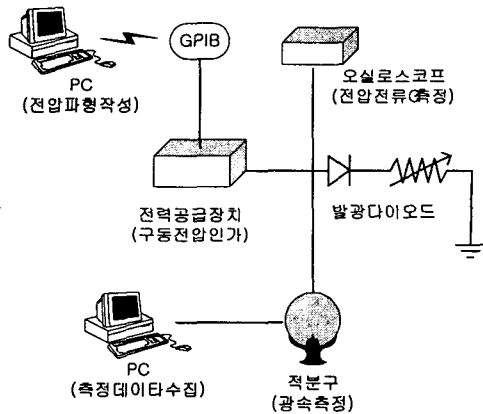 GPIB
PC
(전압파형작성)
오실로스코프
(전압전류측정)
전력공급장치
(구동전압인가)
발광다이오드
PC
(측정데이타수집)
적분구
(광속측정)